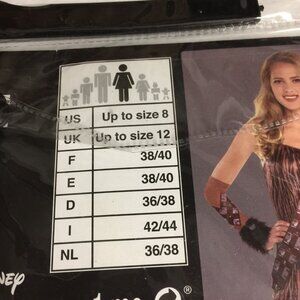 US Up to size 8
UK Up to size 12
F 38/40
E 38/40
D 36/38
I 42/44
NL 36/38